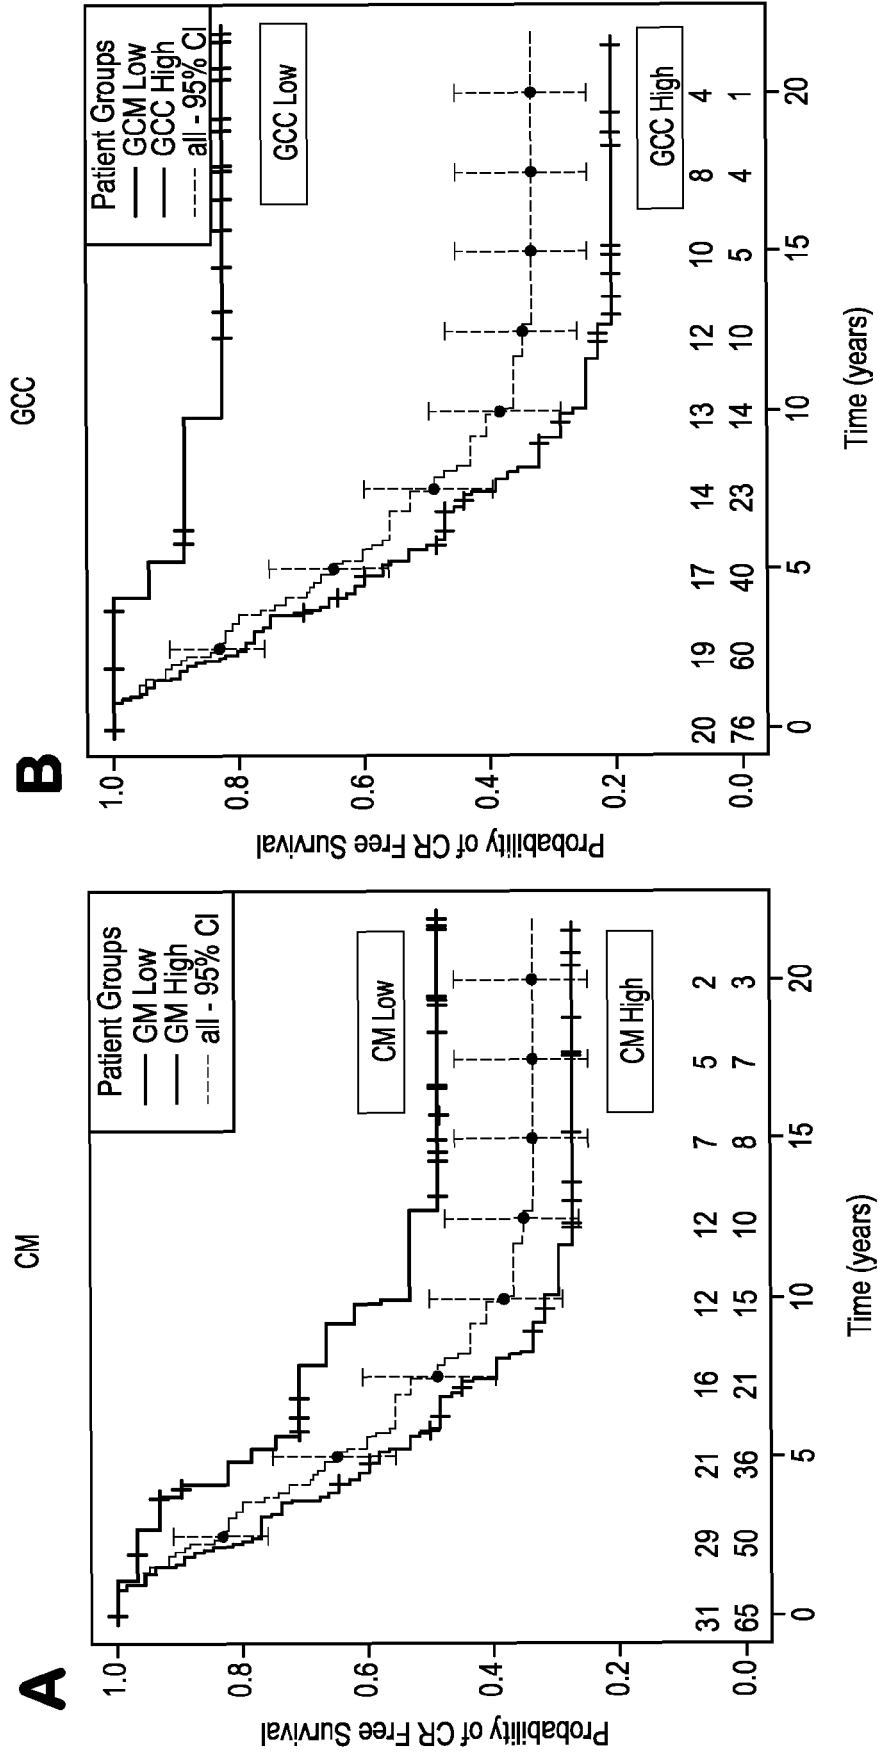 A
CM
Patient Groups
GM Low
GM High
all - 95% CI
CM Low
CM High
Probability of CR Free Survival
1.0
0.8
0.6
0.4
0.2
0.0
31 29 21 16 12 12 7 5 2
65 50 36 21 15 10 8 7 3
0 5 10 15 20
Time (years)
B
GCC
Patient Groups
GCM Low
GCC High
all - 95% CI
GCC Low
GCC High
Probability of CR Free Survival
1.0
0.8
0.6
0.4
0.2
0.0
20 19 17 14 13 12 10 8 4
76 60 40 23 14 10 5 4 1
0 5 10 15 20
Time (years)